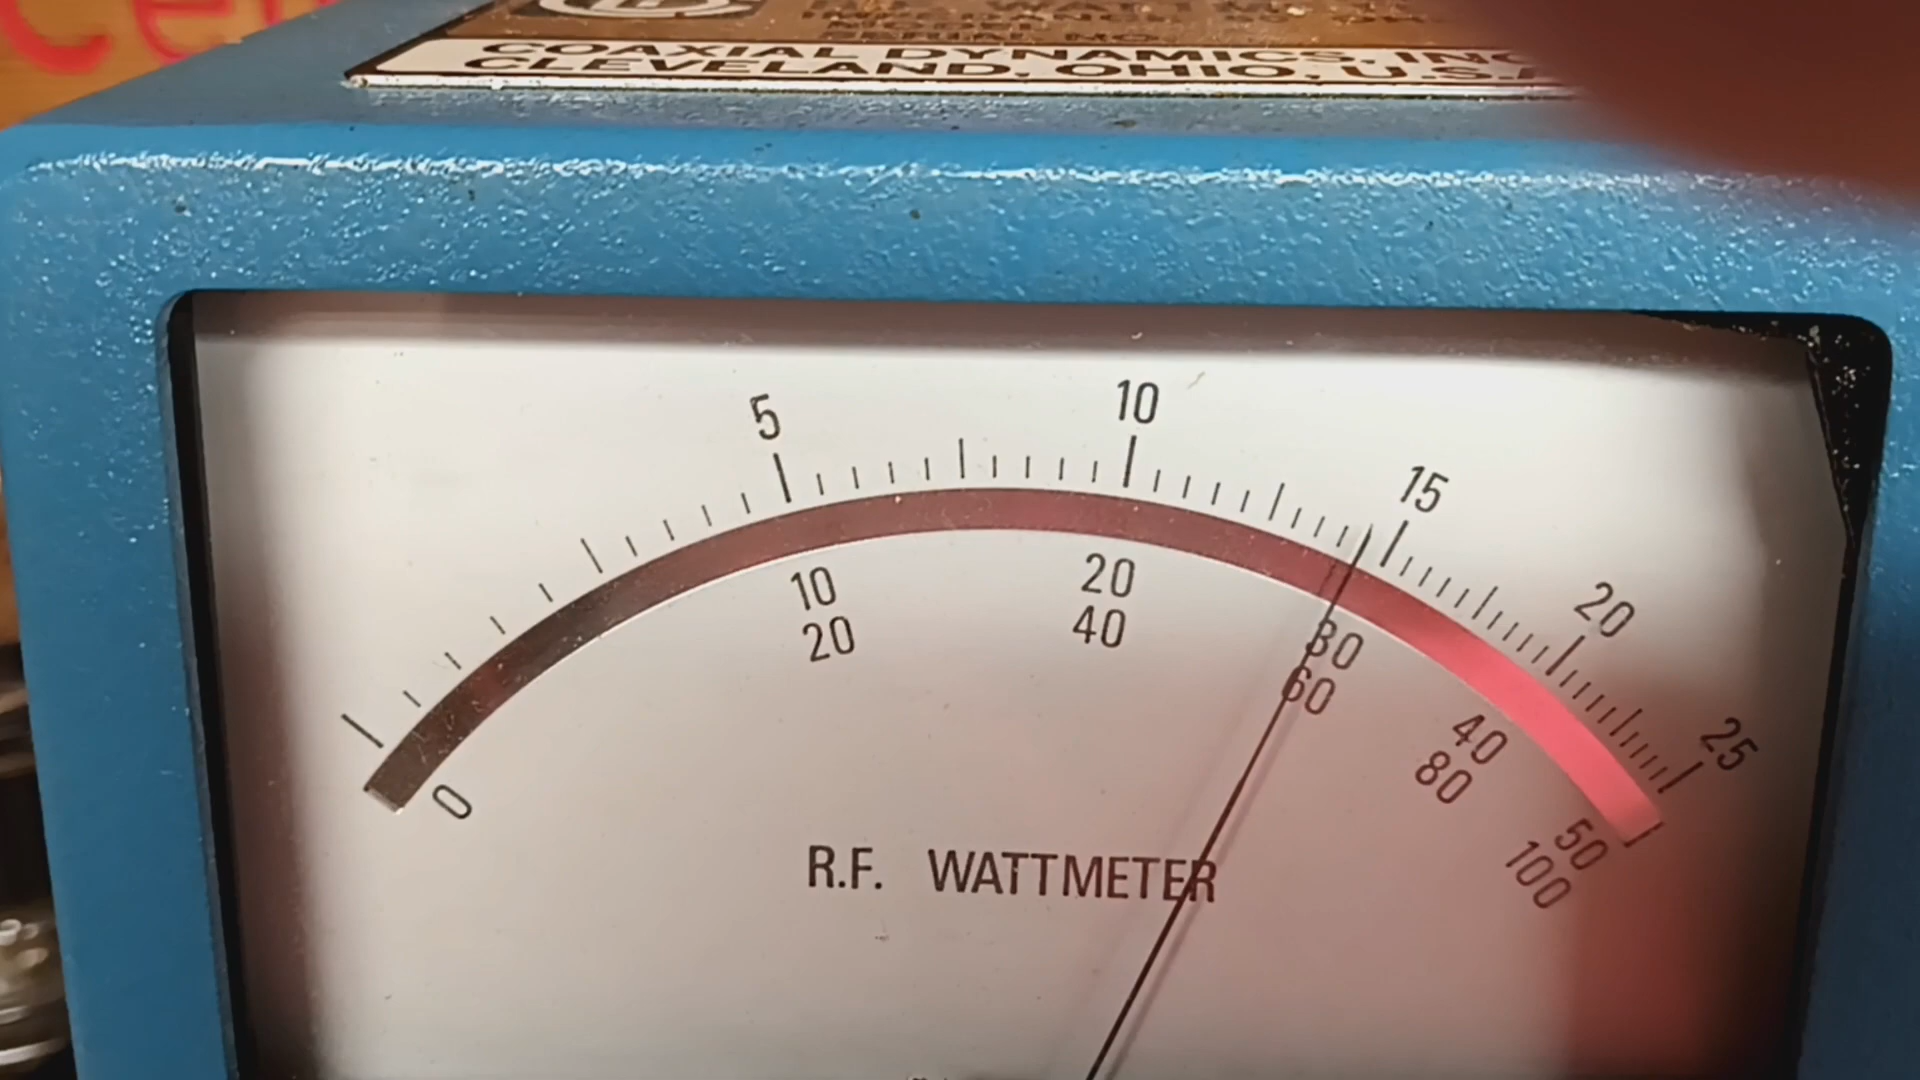 COAXIAL DYNAMICS, INC
CLEVELAND, OHIO, U.S.A
5 10 15 20 25
0 10 20 30 40 50
20 40 60 80 100
R.F. WATTMETER